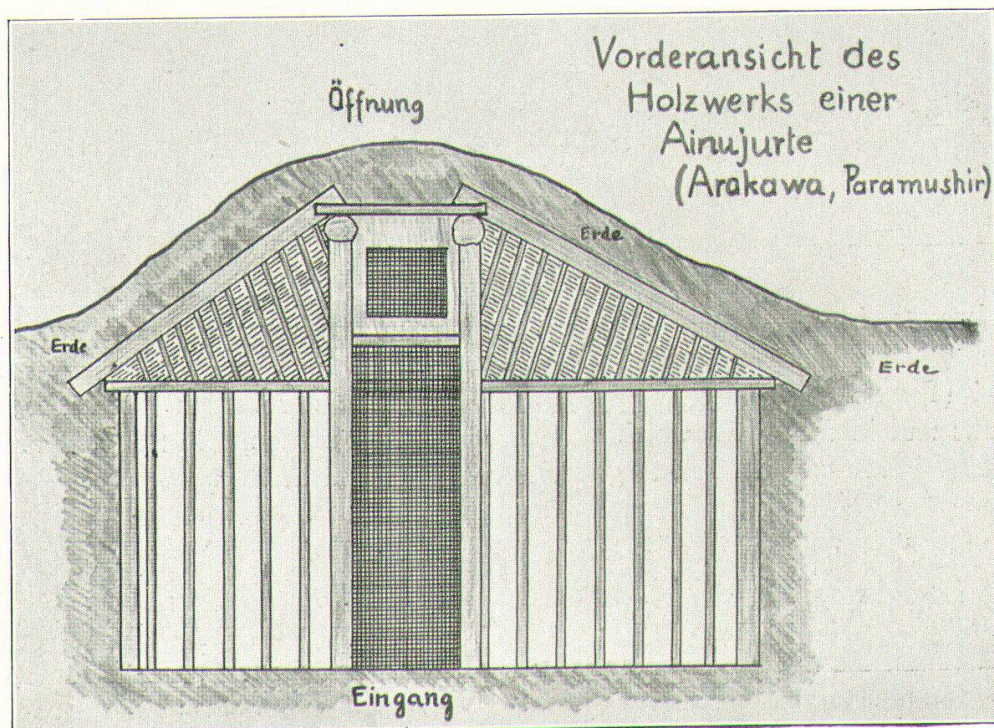 Vorderansicht des
Holzwerks einer
Ainujurte
(Arakawa, Paramushir)
Öffnung
Erde
Erde
Erde
Eingang